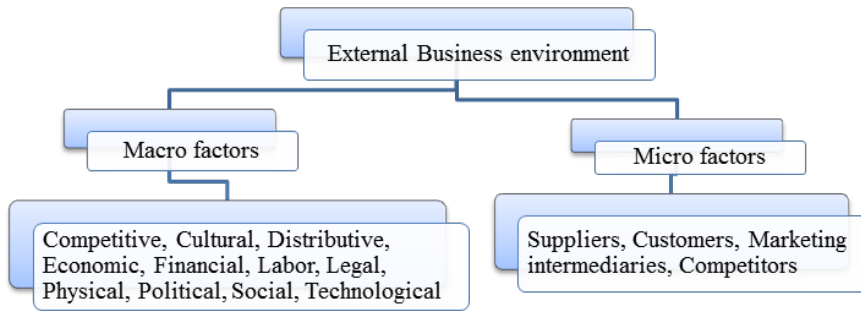 External Business environment
Macro factors
Micro factors
Competitive, Cultural, Distributive,
Economic, Financial, Labor, Legal,
Physical, Political, Social, Technological
Suppliers, Customers, Marketing
intermediaries, Competitors